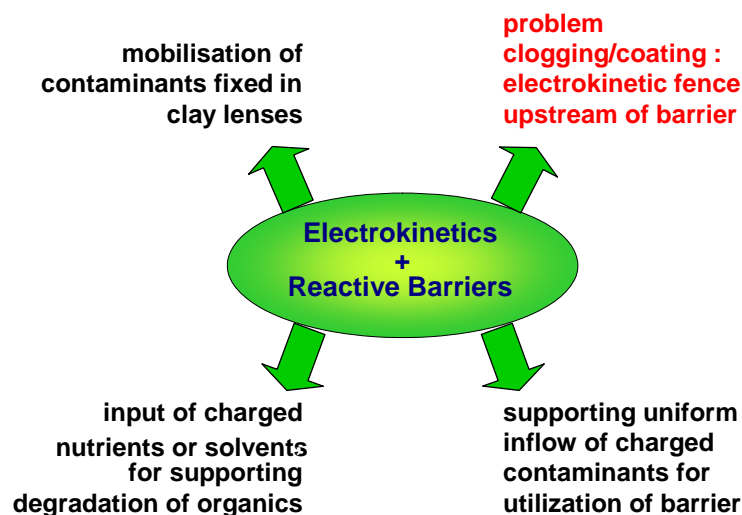 mobilisation of
contaminants fixed in
clay lenses
problem
clogging/coating :
electrokinetic fence
upstream of barrier
Electrokinetics
+
Reactive Barriers
input of charged
nutrients or solvents
for supporting
degradation of organics
supporting uniform
inflow of charged
contaminants for
utilization of barrier